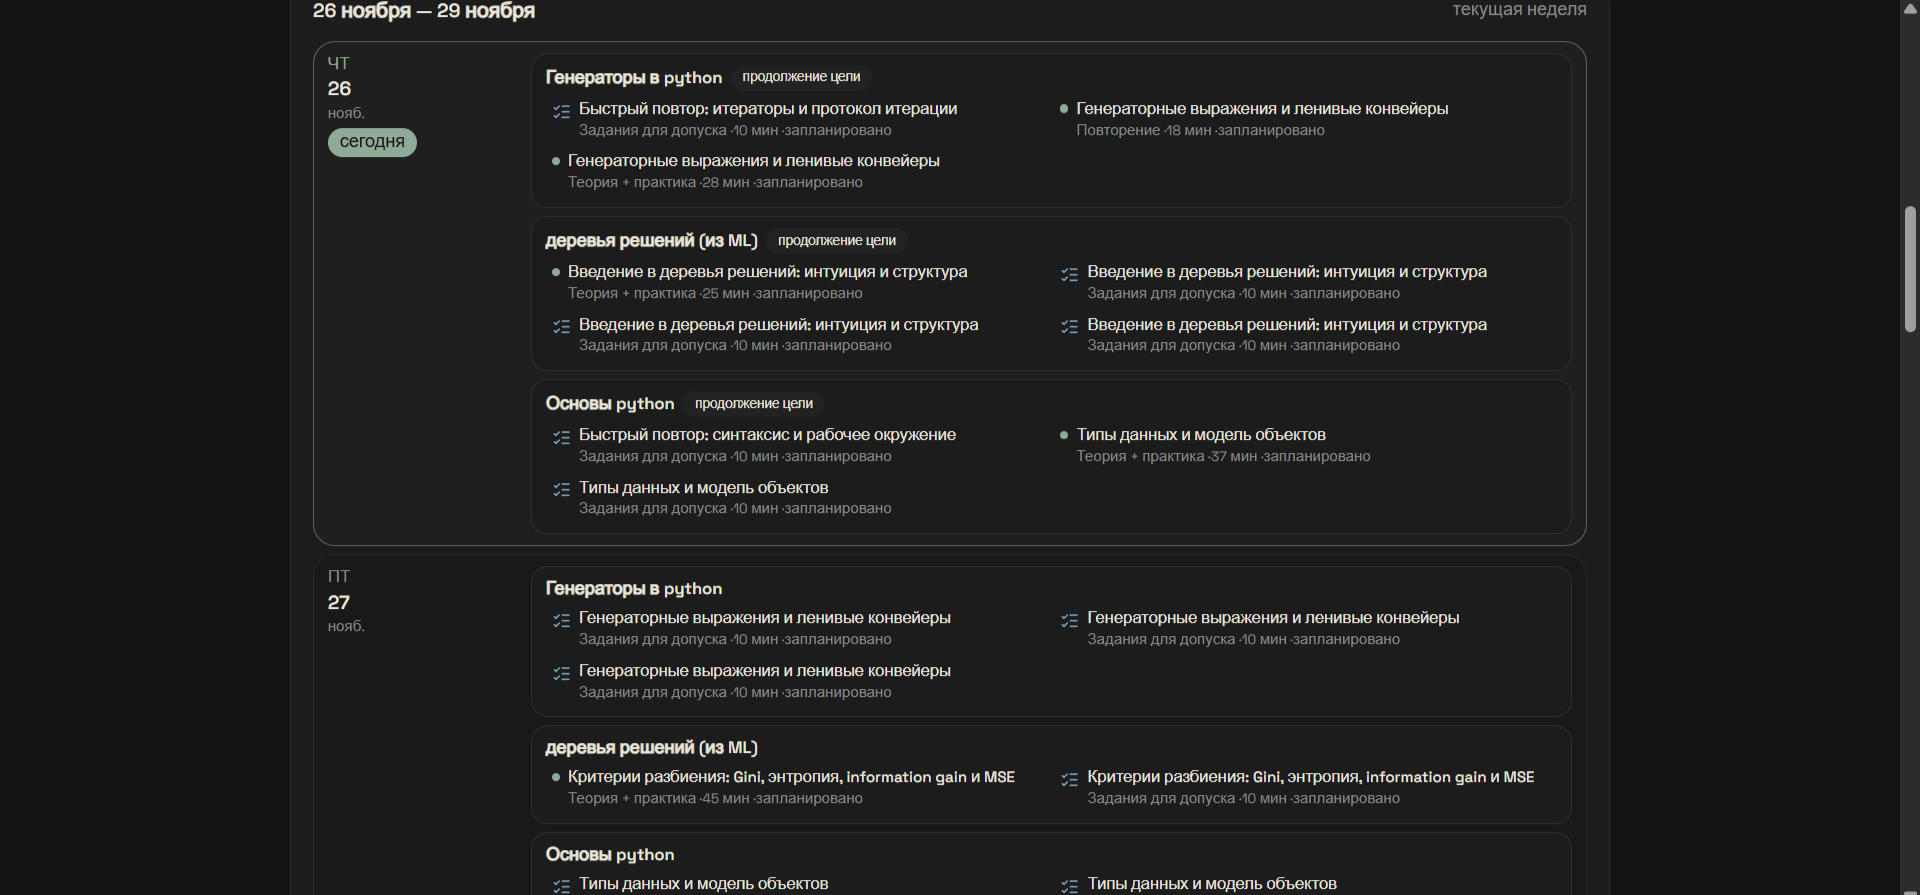 26 ноября — 29 ноября
текущая неделя
ЧТ
26
нояб.
сегодня
Генераторы в python продолжение цели
Быстрый повтор: итераторы и протокол итерации
Задания для допуска ·10 мин ·запланировано
Генераторные выражения и ленивые конвейеры
Повторение ·18 мин ·запланировано
Генераторные выражения и ленивые конвейеры
Теория + практика ·28 мин ·запланировано
деревья решений (из ML) продолжение цели
Введение в деревья решений: интуиция и структура
Теория + практика ·25 мин ·запланировано
Введение в деревья решений: интуиция и структура
Задания для допуска ·10 мин ·запланировано
Введение в деревья решений: интуиция и структура
Задания для допуска ·10 мин ·запланировано
Введение в деревья решений: интуиция и структура
Задания для допуска ·10 мин ·запланировано
Основы python продолжение цели
Быстрый повтор: синтаксис и рабочее окружение
Задания для допуска ·10 мин ·запланировано
Типы данных и модель объектов
Теория + практика ·37 мин ·запланировано
Типы данных и модель объектов
Задания для допуска ·10 мин ·запланировано
ПТ
27
нояб.
Генераторы в python
Генераторные выражения и ленивые конвейеры
Задания для допуска ·10 мин ·запланировано
Генераторные выражения и ленивые конвейеры
Задания для допуска ·10 мин ·запланировано
Генераторные выражения и ленивые конвейеры
Задания для допуска ·10 мин ·запланировано
деревья решений (из ML)
Критерии разбиения: Gini, энтропия, information gain и MSE
Теория + практика ·45 мин ·запланировано
Критерии разбиения: Gini, энтропия, information gain и MSE
Задания для допуска ·10 мин ·запланировано
Основы python
Типы данных и модель объектов
Типы данных и модель объектов